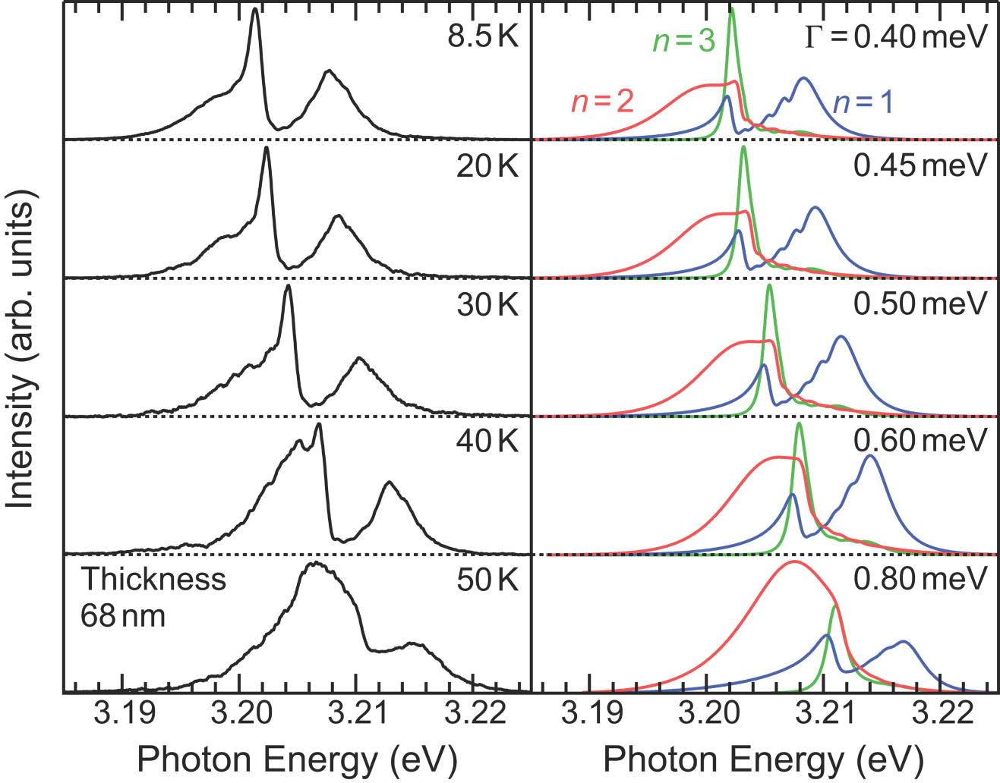 8.5 K
n = 3
Γ = 0.40 meV
n = 2
n = 1
20 K
0.45 meV
30 K
0.50 meV
40 K
0.60 meV
Thickness
68 nm
50 K
0.80 meV
Intensity (arb. units)
3.19 3.20 3.21 3.22
3.19 3.20 3.21 3.22
Photon Energy (eV)
Photon Energy (eV)